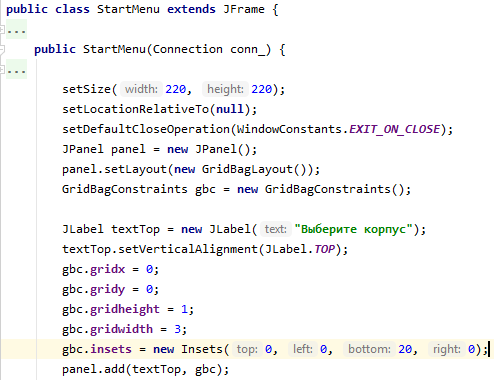 public class StartMenu extends JFrame {
...
public StartMenu(Connection conn_) {
...
setSize( width: 220, height: 220);
setLocationRelativeTo(null);
setDefaultCloseOperation(WindowConstants.EXIT_ON_CLOSE);
JPanel panel = new JPanel();
panel.setLayout(new GridBagLayout());
GridBagConstraints gbc = new GridBagConstraints();
JLabel textTop = new JLabel( text: "Выберите корпус");
textTop.setVerticalAlignment(JLabel.TOP);
gbc.gridx = 0;
gbc.gridy = 0;
gbc.gridheight = 1;
gbc.gridwidth = 3;
gbc.insets = new Insets( top: 0, left: 0, bottom: 20, right: 0);
panel.add(textTop, gbc);